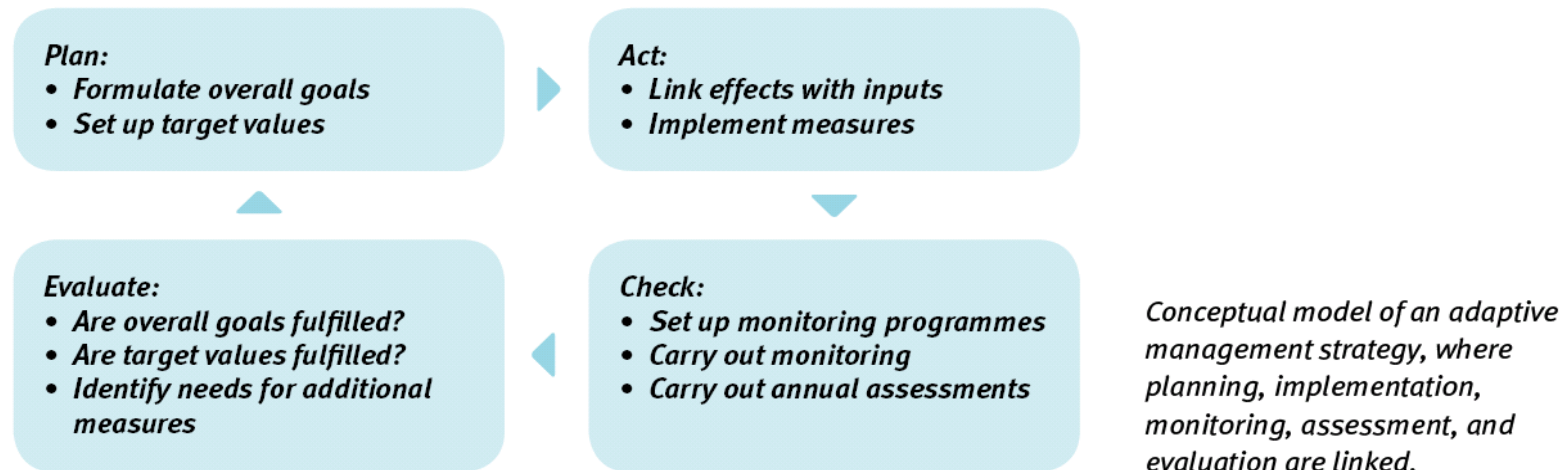 Plan:
• Formulate overall goals
• Set up target values
Act:
• Link effects with inputs
• Implement measures
Evaluate:
• Are overall goals fulfilled?
• Are target values fulfilled?
• Identify needs for additional
measures
Check:
• Set up monitoring programmes
• Carry out monitoring
• Carry out annual assessments
Conceptual model of an adaptive
management strategy, where
planning, implementation,
monitoring, assessment, and
evaluation are linked.